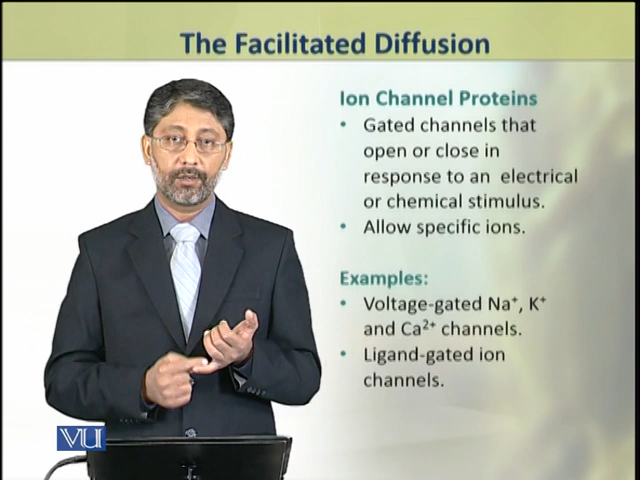 The Facilitated Diffusion
Ion Channel Proteins
• Gated channels that
open or close in
response to an electrical
or chemical stimulus.
• Allow specific ions.
Examples:
• Voltage-gated Na⁺, K⁺
and Ca²⁺ channels.
• Ligand-gated ion
channels.
VU